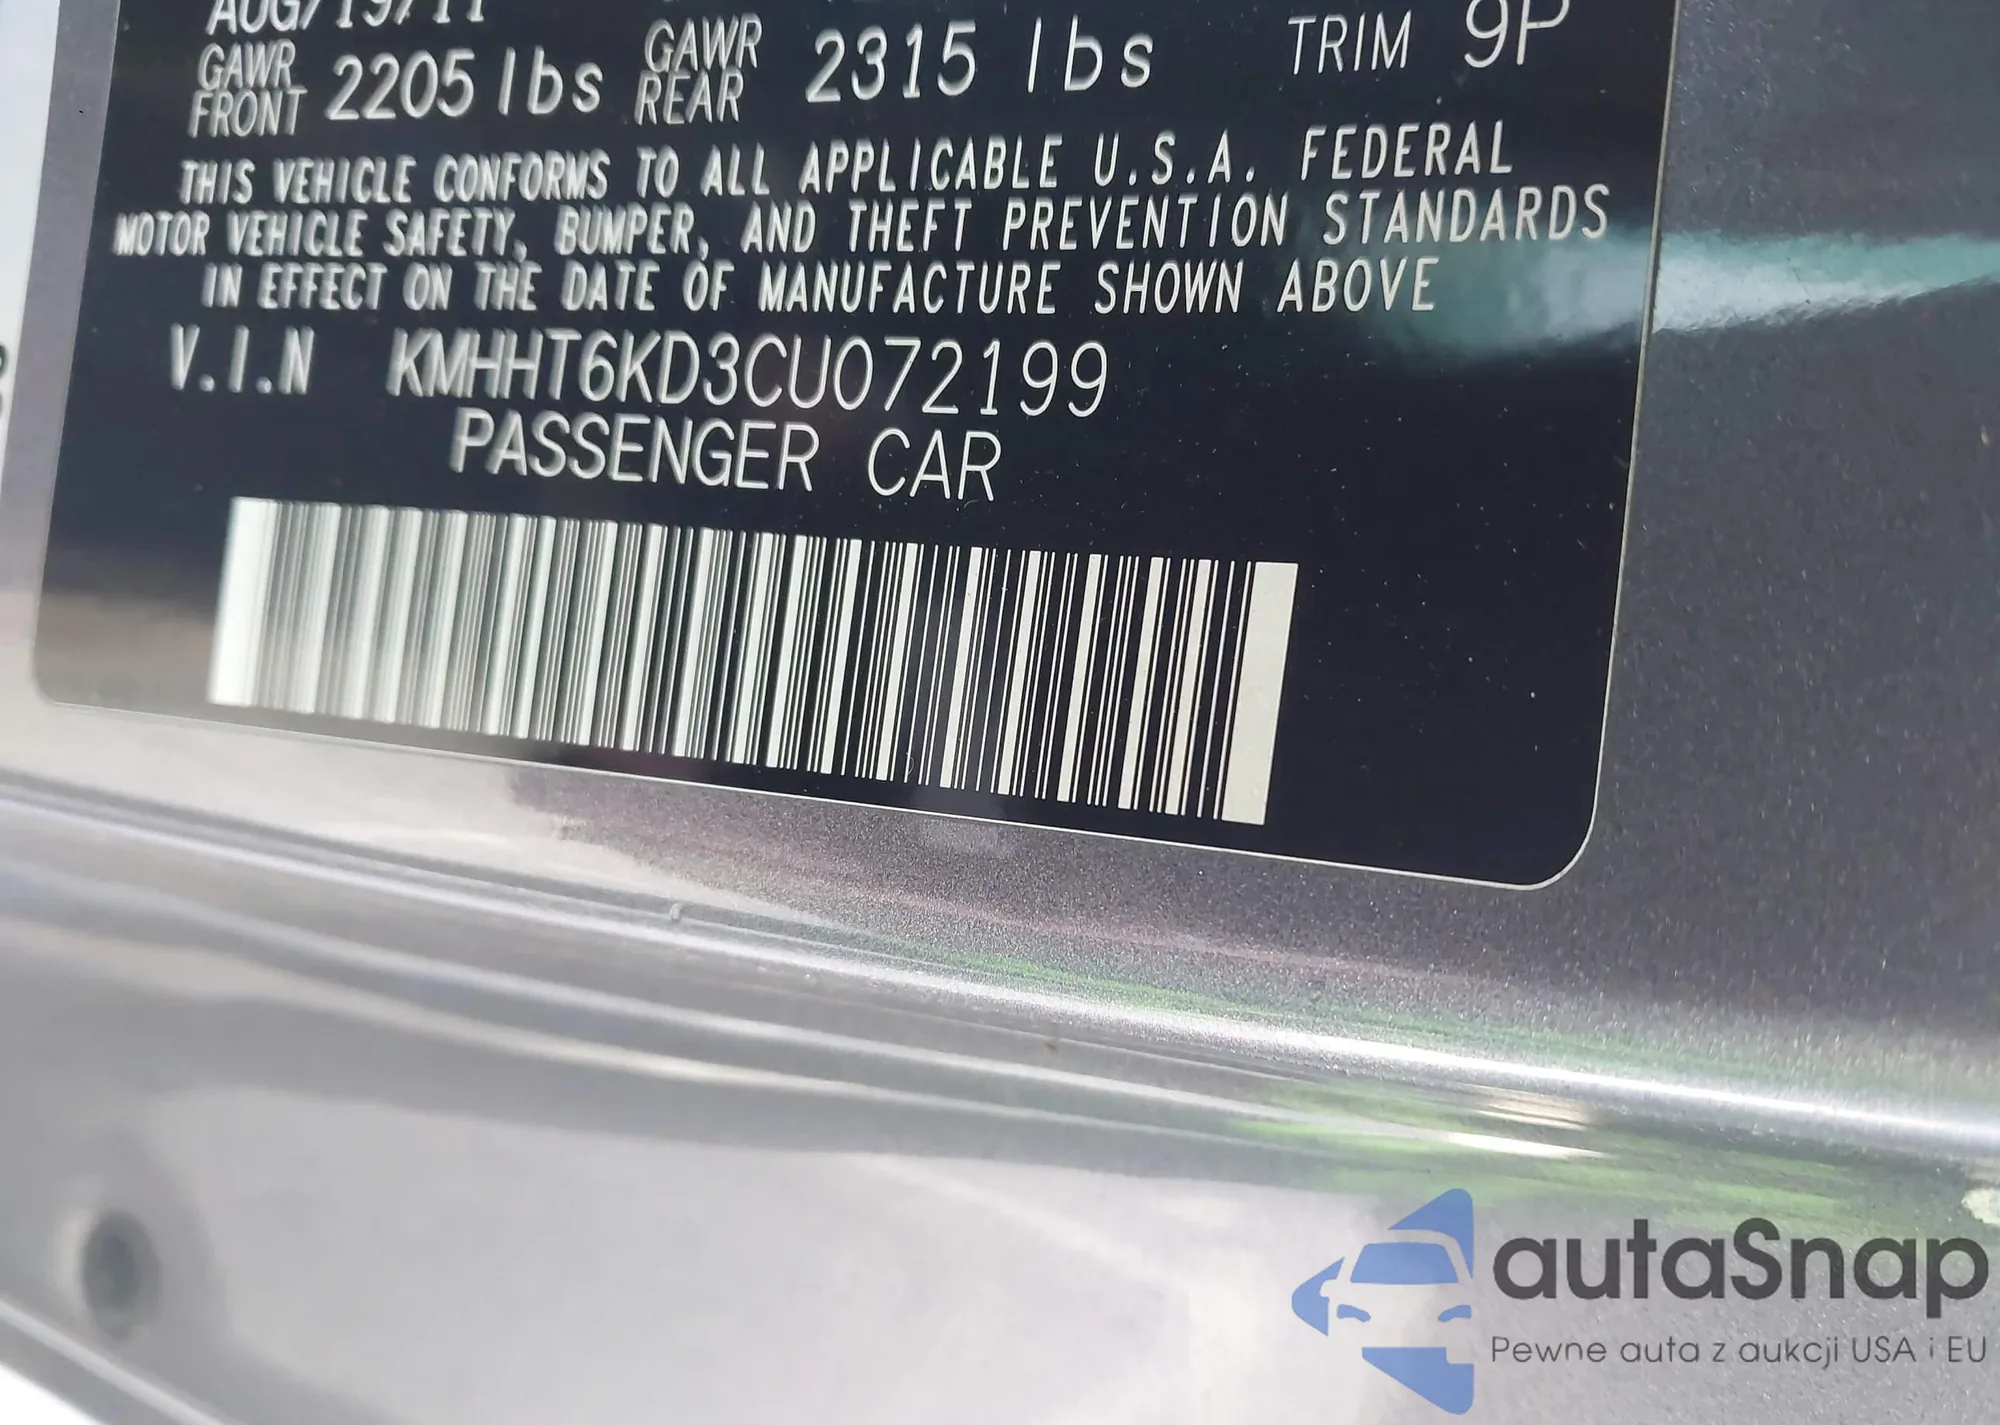 AUG/19/11
GAWR FRONT 2205 lbs GAWR REAR 2315 lbs TRIM 9P
THIS VEHICLE CONFORMS TO ALL APPLICABLE U.S.A. FEDERAL
MOTOR VEHICLE SAFETY, BUMPER, AND THEFT PREVENTION STANDARDS
IN EFFECT ON THE DATE OF MANUFACTURE SHOWN ABOVE
V.I.N KMHHT6KD3CU072199
PASSENGER CAR
autaSnap
Pewne auta z aukcji USA i EU